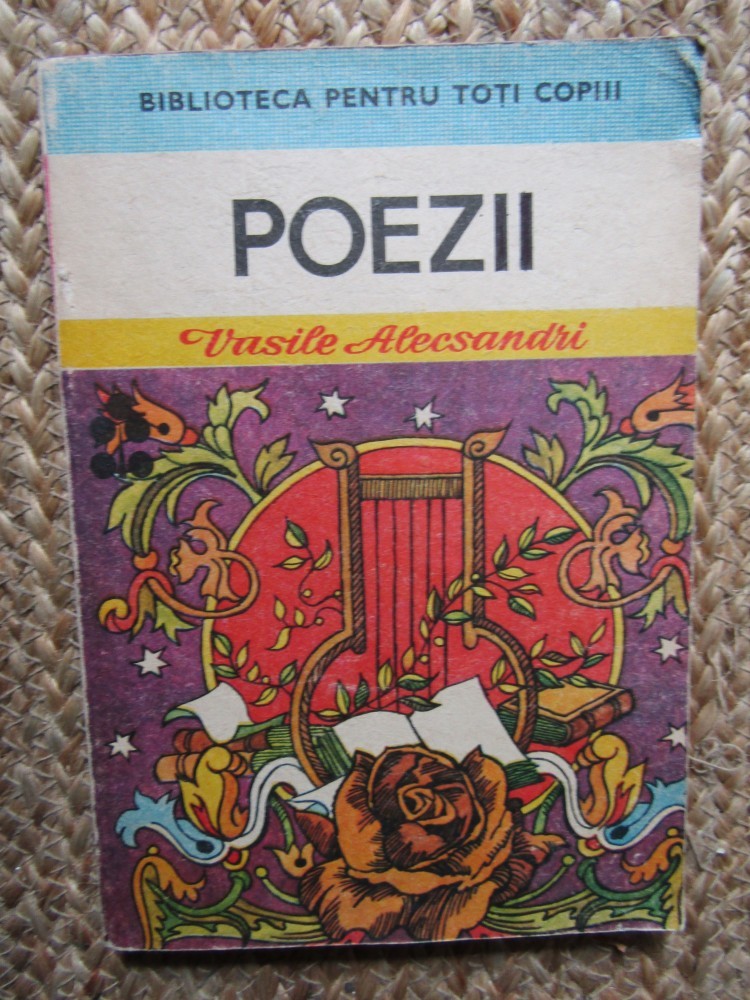 BIBLIOTECA PENTRU TOȚI COPIII
POEZII
Vasile Alecsandri